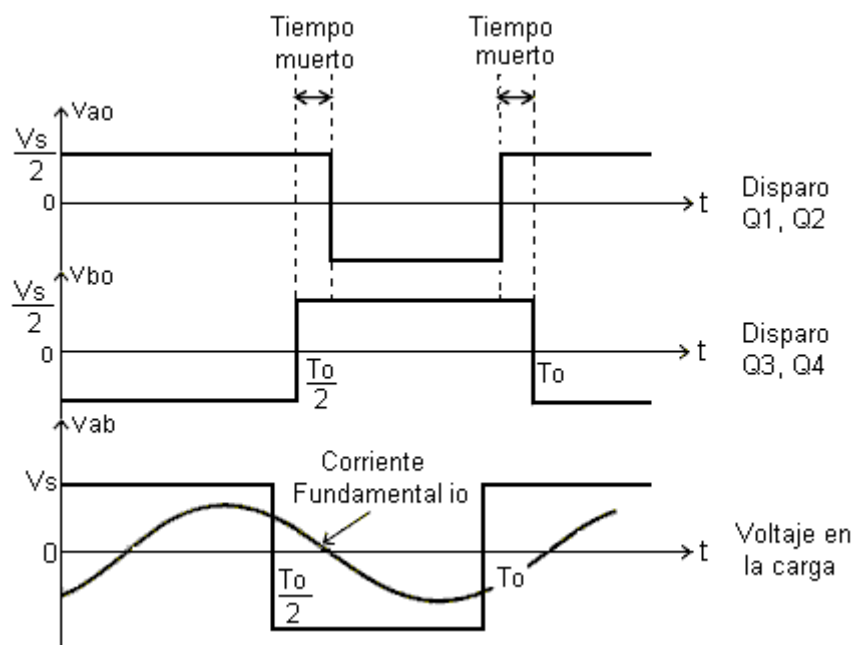 Tiempo
muerto
Tiempo
muerto
Vao
Vs
2
0
t
Disparo
Q1, Q2
Vbo
Vs
2
0
To
2
To
t
Disparo
Q3, Q4
Vab
Vs
Corriente
Fundamental io
0
To
2
To
t
Voltaje en
la carga